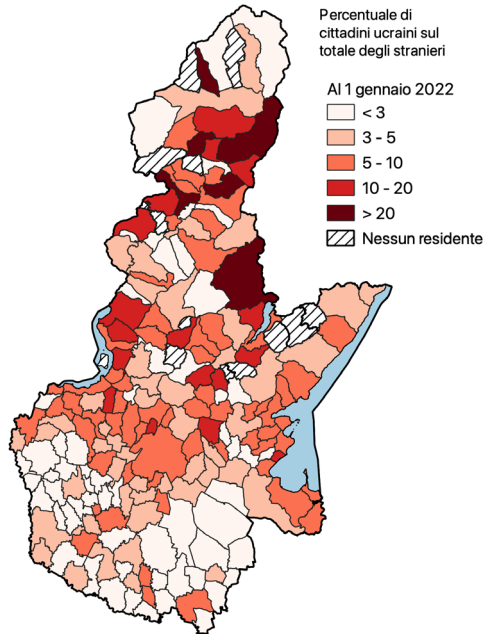 Percentuale di
cittadini ucraini sul
totale degli stranieri
Al 1 gennaio 2022
< 3
3 - 5
5 - 10
10 - 20
> 20
Nessun residente